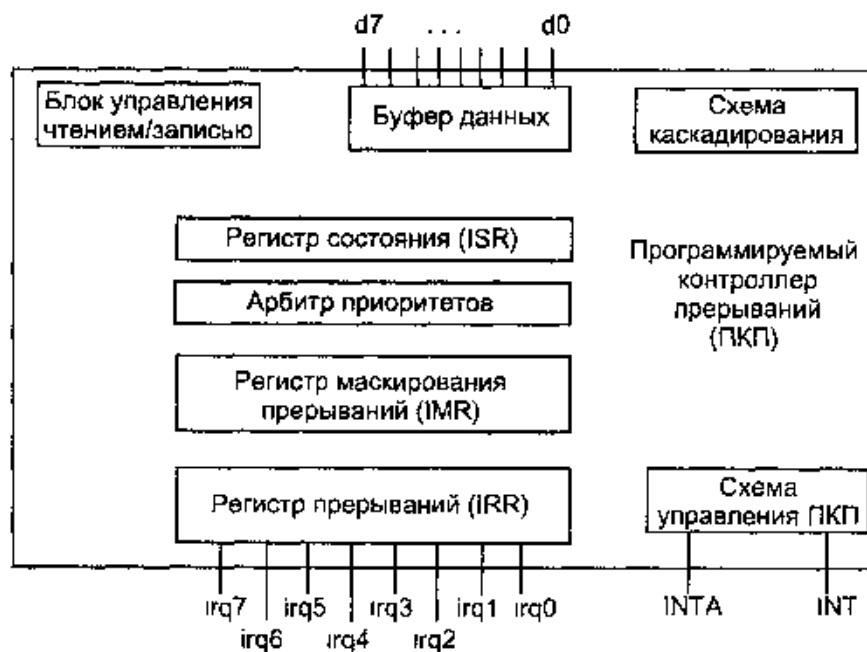 d7 . . . d0
Блок управления
чтением/записью
Буфер данных
Схема
каскадирования
Регистр состояния (ISR)
Арбитр приоритетов
Регистр маскирования
прерываний (IMR)
Регистр прерываний (IRR)
Программируемый
контроллер
прерываний
(ПКП)
Схема
управления ПКП
irq7 irq5 irq3 irq1 irq0
irq6 irq4 irq2
INTA INT